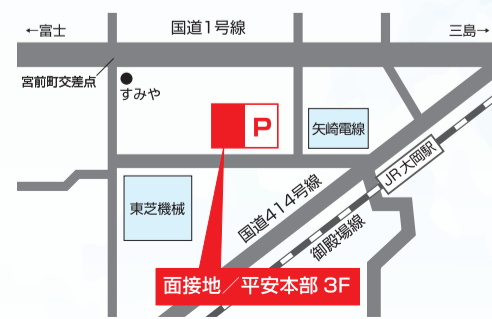 ←富士
国道1号線
三島→
宮前町交差点
すみや
P
矢崎電線
JR大岡駅
東芝機械
国道414号線
御殿場線
面接地／平安本部 3F